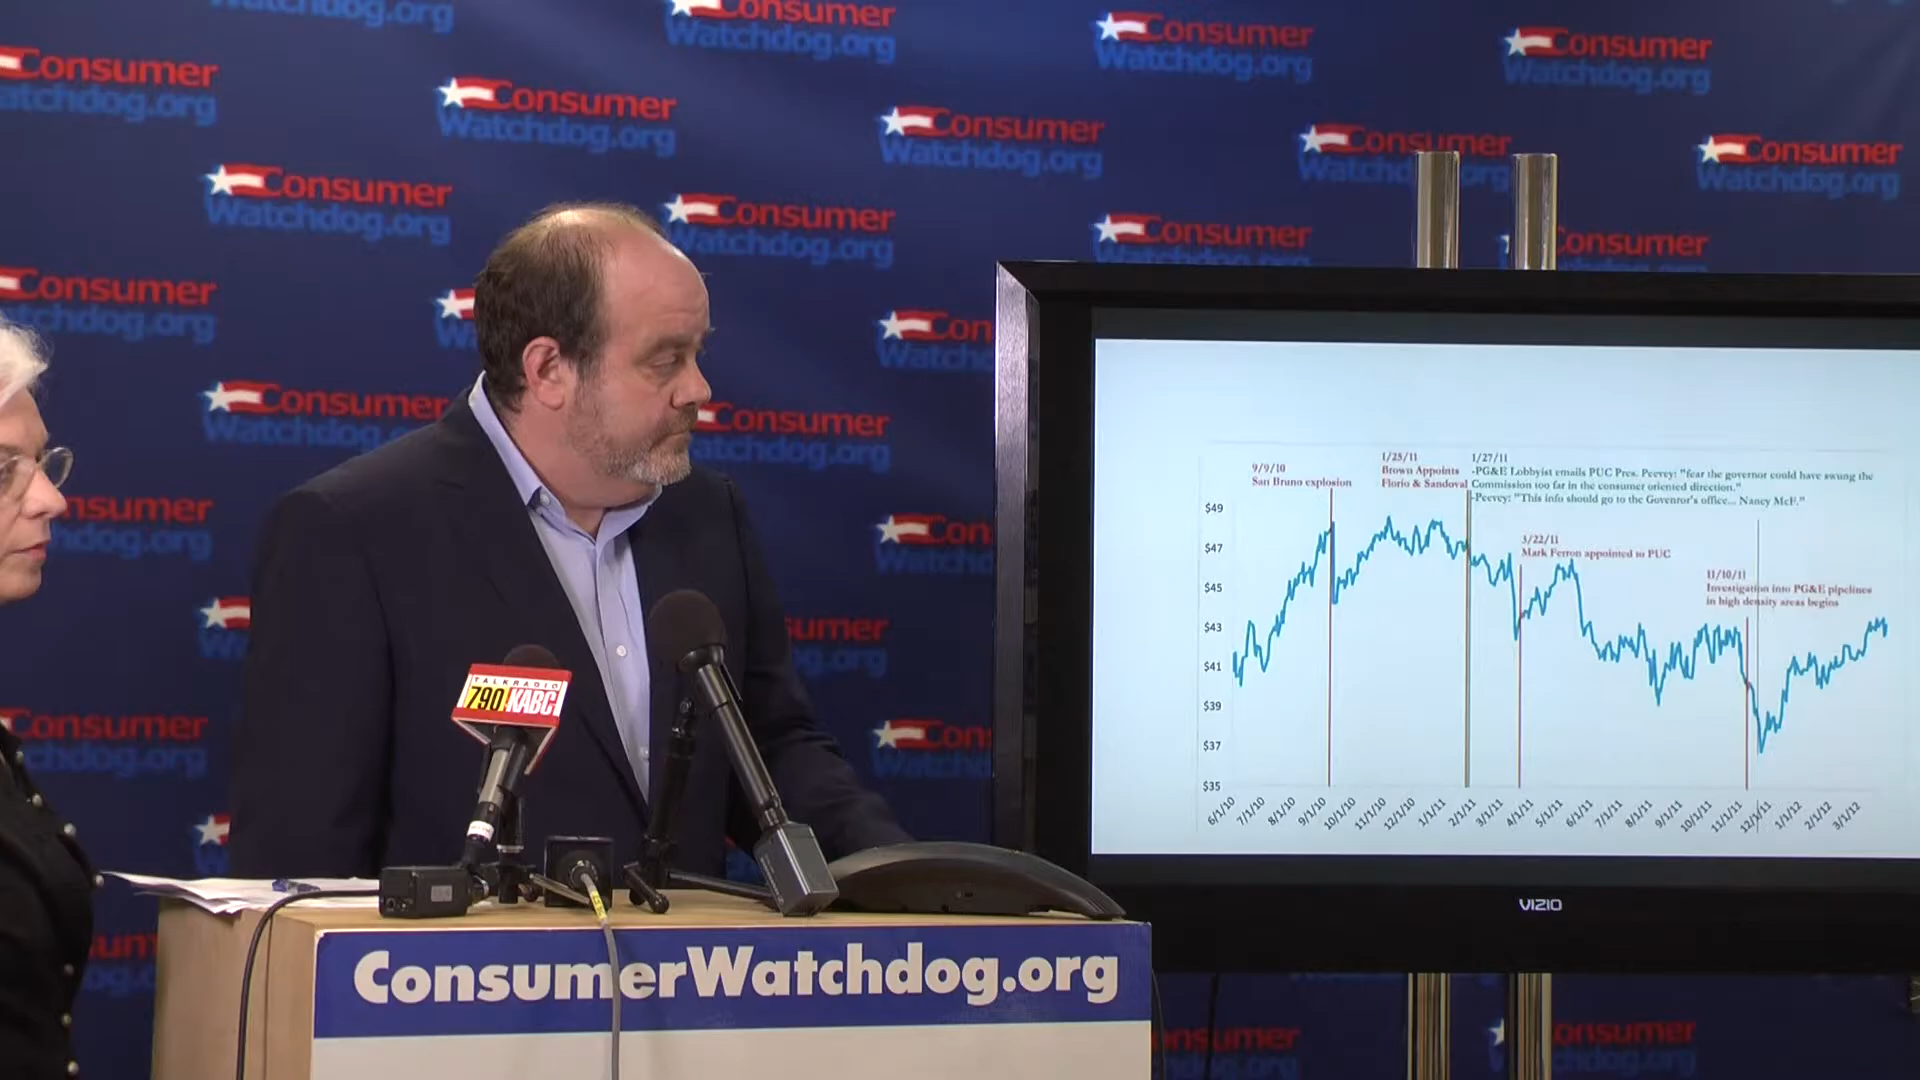 Consumer
Watchdog.org
TALKRADIO
790 KABC
ConsumerWatchdog.org
9/9/10
San Bruno explosion
1/25/11
Brown Appoints
Florio & Sandoval
1/27/11
-PG&E Lobbyist emails PUC Pres. Peevey: "fear the governor could have swung the
Commission too far in the consumer oriented direction."
-Peevey: "This info should go to the Govenror's office... Nancy McF."
3/22/11
Mark Ferron appointed to PUC
11/10/11
Investigation into PG&E pipelines
in high density areas begins
$49
$47
$45
$43
$41
$39
$37
$35
6/1/10 7/1/10 8/1/10 9/1/10 10/1/10 11/1/10 12/1/10 1/1/11 2/1/11 3/1/11 4/1/11 5/1/11 6/1/11 7/1/11 8/1/11 9/1/11 10/1/11 11/1/11 12/1/11 1/1/12 2/1/12 3/1/12
VIZIO